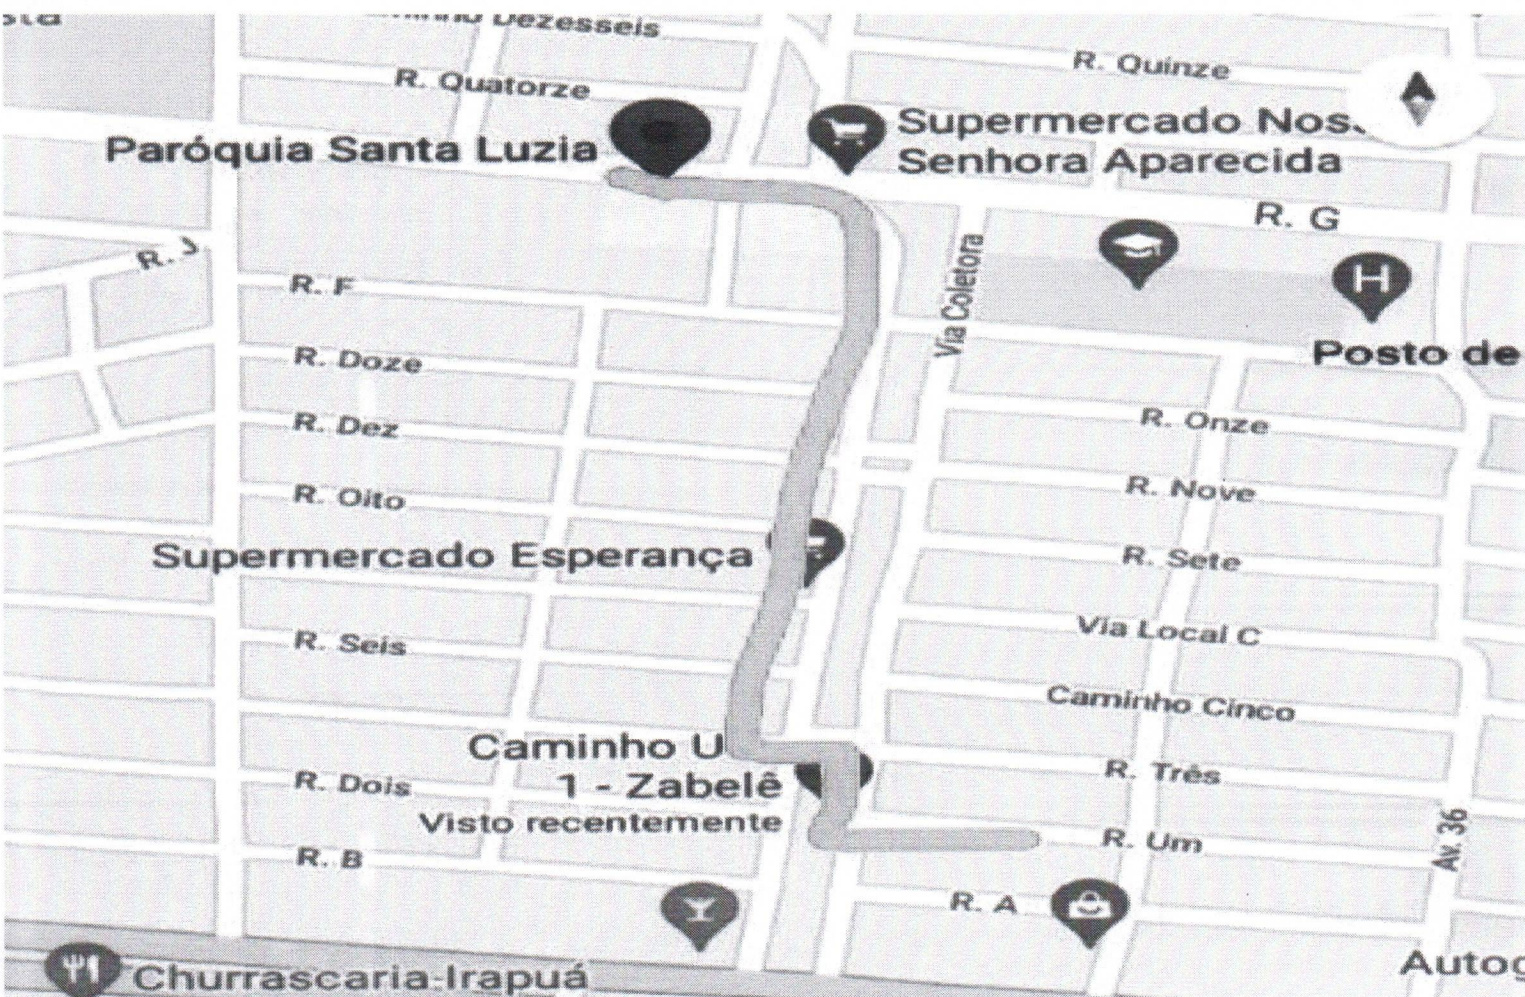 Dezesseis
R. Quinze
R. Quatorze
Supermercado Nos
Senhora Aparecida
Paróquia Santa Luzia
R. G
R. J
R. F
Via Coletora
Posto de
R. Doze
R. Onze
R. Dez
R. Nove
R. Oito
Supermercado Esperança
R. Sete
Via Local C
R. Seis
Caminho Cinco
Caminho U
1 - Zabelê
R. Três
R. Dois
Visto recentemente
R. Um
Av. 36
R. B
R. A
H
Churrascaria Irapuá
Autog